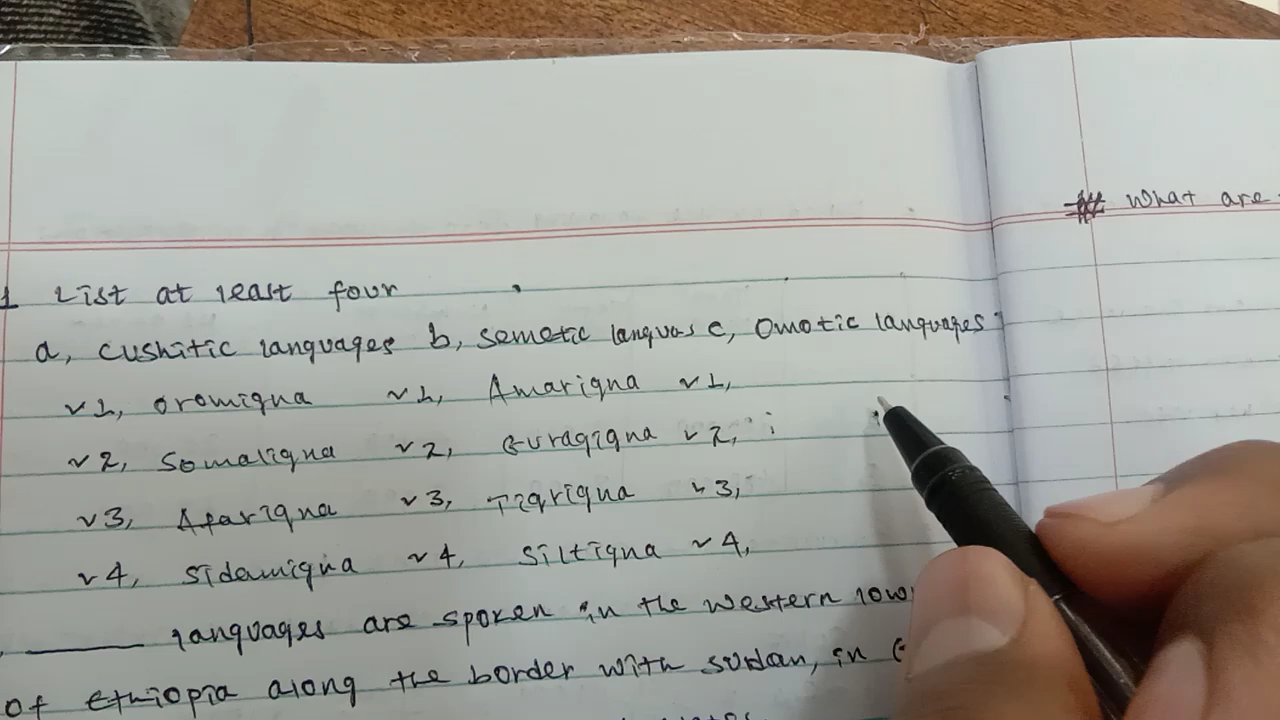 1 List at least four
a, cushitic languages b, semetic languas c, omotic languages
v1, oromigna v1, Amarigna v1,
v2, somaligna v2, Guragigna v2,
v3, Afarigna v3, Tigrigna v3,
v4, sidamigna v4, Siltigna v4,
languages are spoken in the western low
of Ethiopia along the border with sudan, in
# What are